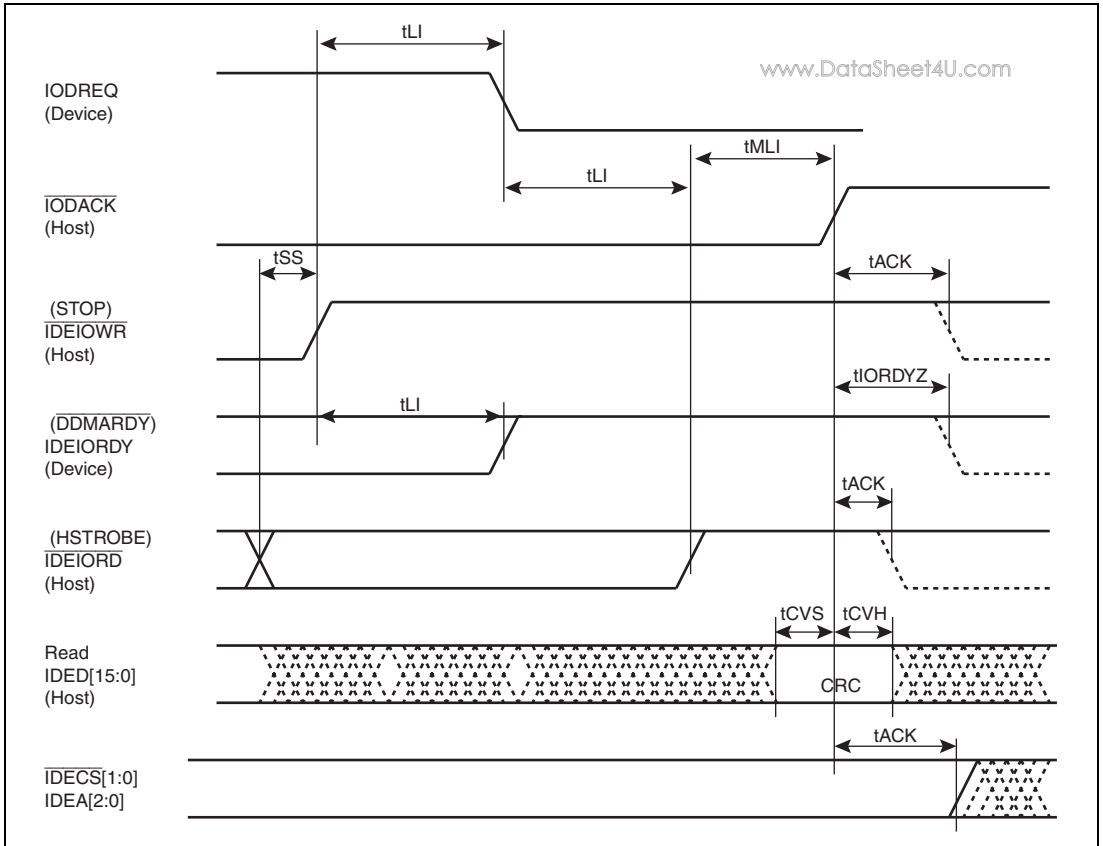 tLI
www.DataSheet4U.com
IODREQ
(Device)
tMLI
tLI
IODACK
(Host)
tSS
tACK
(STOP)
IDEIOWR
(Host)
tIORDYZ
(DDMARDY)
tLI
IDEIORDY
(Device)
tACK
(HSTROBE)
IDEIORD
(Host)
tCVS tCVH
Read
IDED[15:0]
CRC
(Host)
tACK
IDECS[1:0]
IDEA[2:0]